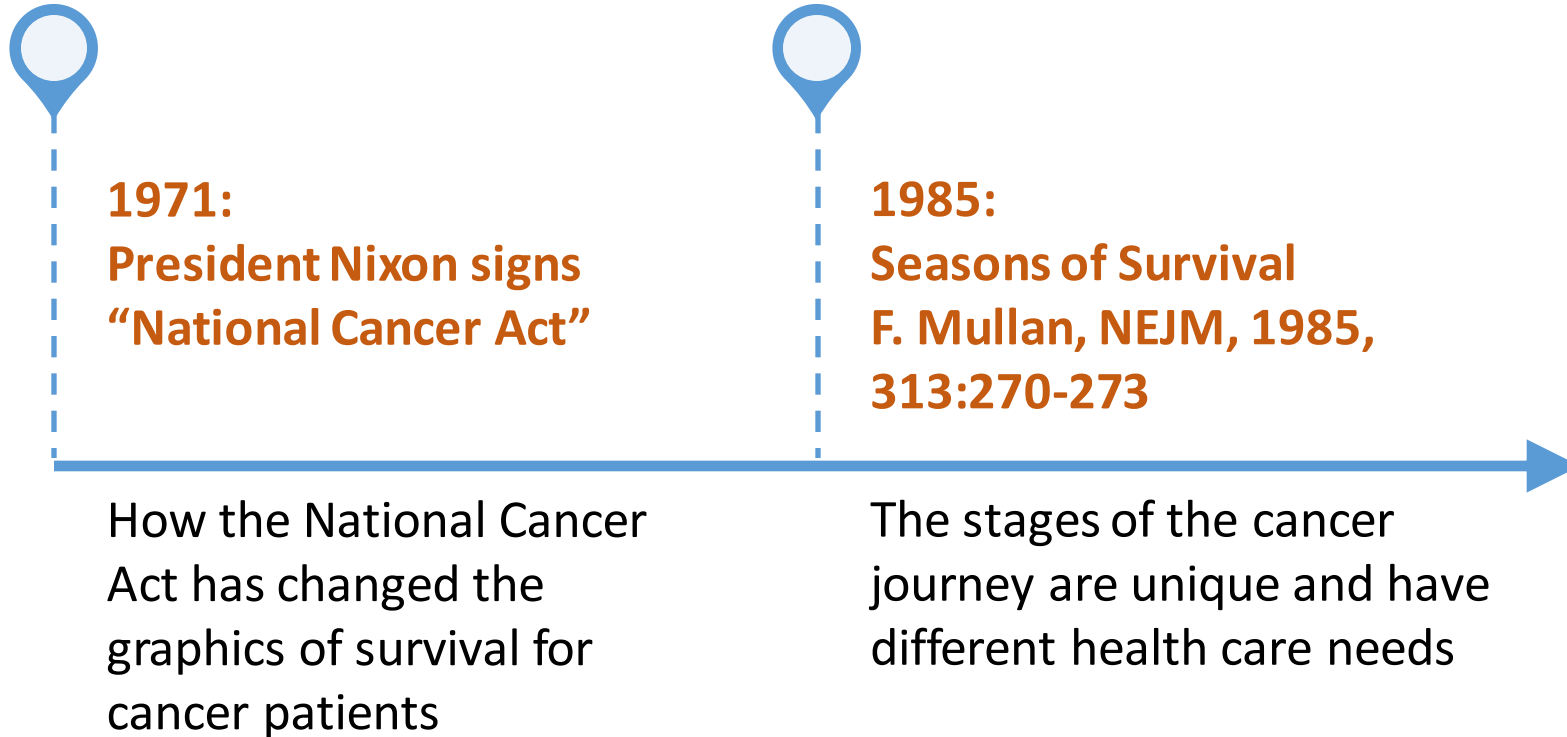 1971:
President Nixon signs
“National Cancer Act”
1985:
Seasons of Survival
F. Mullan, NEJM, 1985,
313:270-273
How the National Cancer
Act has changed the
graphics of survival for
cancer patients
The stages of the cancer
journey are unique and have
different health care needs